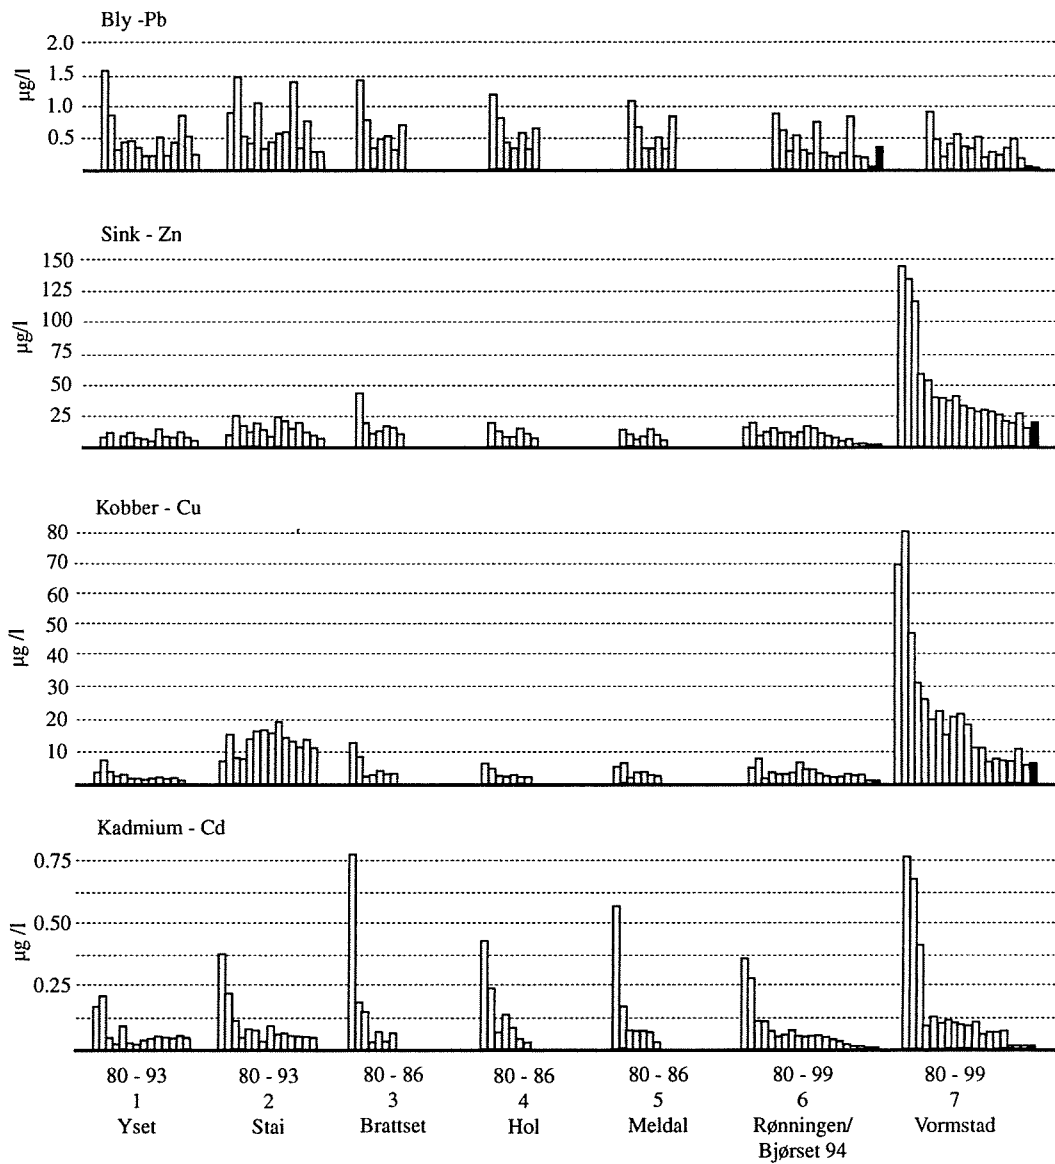 Bly -Pb
2.0
1.5
1.0
0.5
µg/l
Sink - Zn
150
125
100
75
50
25
µg/l
Kobber - Cu
80
70
60
50
40
30
20
10
µg /l
Kadmium - Cd
0.75
0.50
0.25
µg /l
80 - 93 80 - 93 80 - 86 80 - 86 80 - 86 80 - 99 80 - 99
1 2 3 4 5 6 7
Yset Stai Brattset Hol Meldal Rønningen/ Vormstad
Bjørset 94